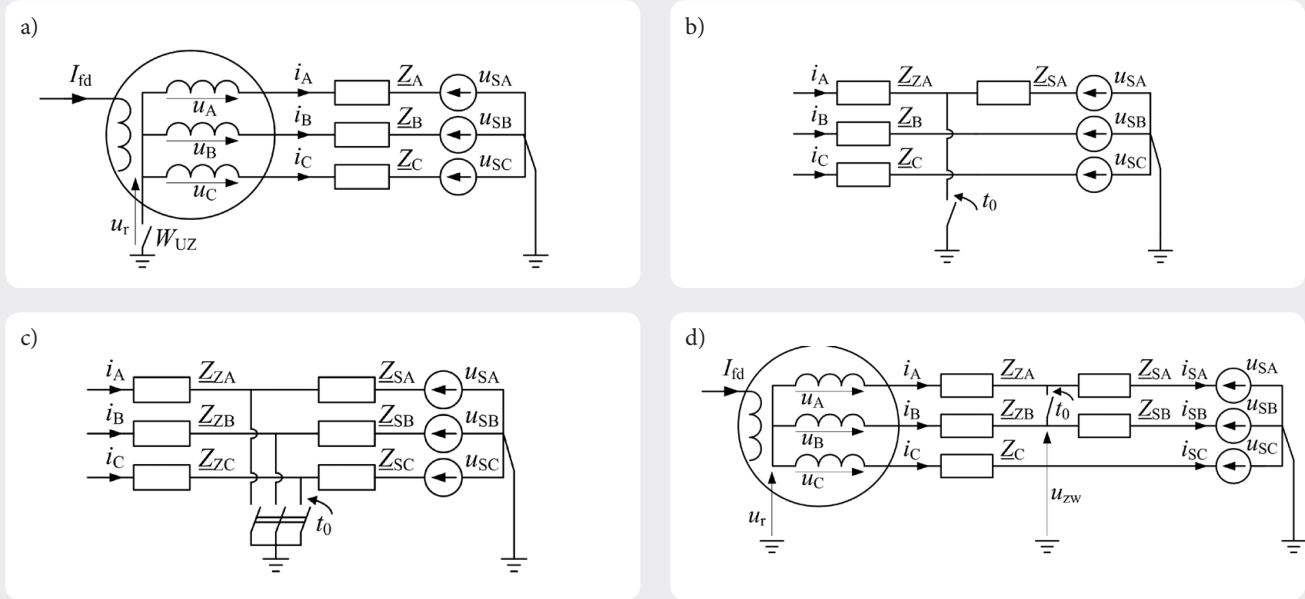 a)
I_fd
i_A Z_A u_SA
u_A
i_B Z_B u_SB
u_B
i_C Z_C u_SC
u_C
u_r
W_UZ
b)
i_A Z_ZA Z_SA u_SA
i_B Z_B u_SB
i_C Z_C u_SC
t_0
c)
i_A Z_ZA Z_SA u_SA
i_B Z_ZB Z_SB u_SB
i_C Z_ZC Z_SC u_SC
t_0
d)
I_fd
i_A Z_ZA Z_SA i_SA u_SA
u_A
t_0
i_B Z_ZB Z_SB i_SB u_SB
u_B
i_C Z_C i_SC u_SC
u_C
u_r
u_zw